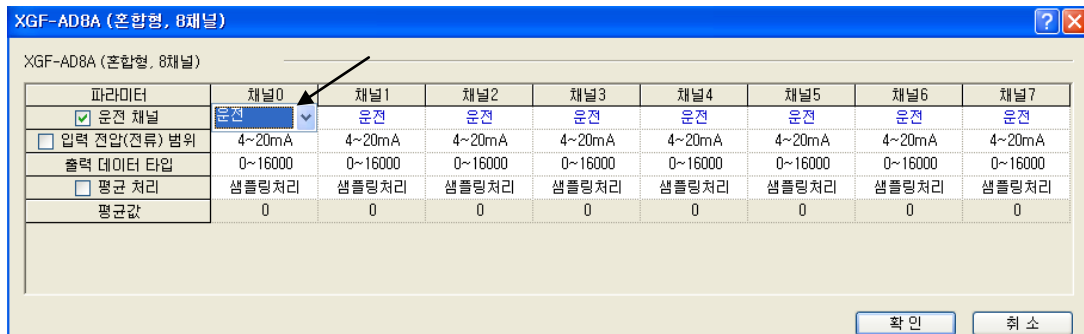 XGF-AD8A (혼합형, 8채널)
XGF-AD8A (혼합형, 8채널)
파라미터 채널0 채널1 채널2 채널3 채널4 채널5 채널6 채널7
운전 채널 운전 운전 운전 운전 운전 운전 운전 운전
입력 전압(전류) 범위 4~20mA 4~20mA 4~20mA 4~20mA 4~20mA 4~20mA 4~20mA 4~20mA
출력 데이터 타입 0~16000 0~16000 0~16000 0~16000 0~16000 0~16000 0~16000 0~16000
평균 처리 샘플링처리 샘플링처리 샘플링처리 샘플링처리 샘플링처리 샘플링처리 샘플링처리 샘플링처리
평균값 0 0 0 0 0 0 0 0
확 인 취 소